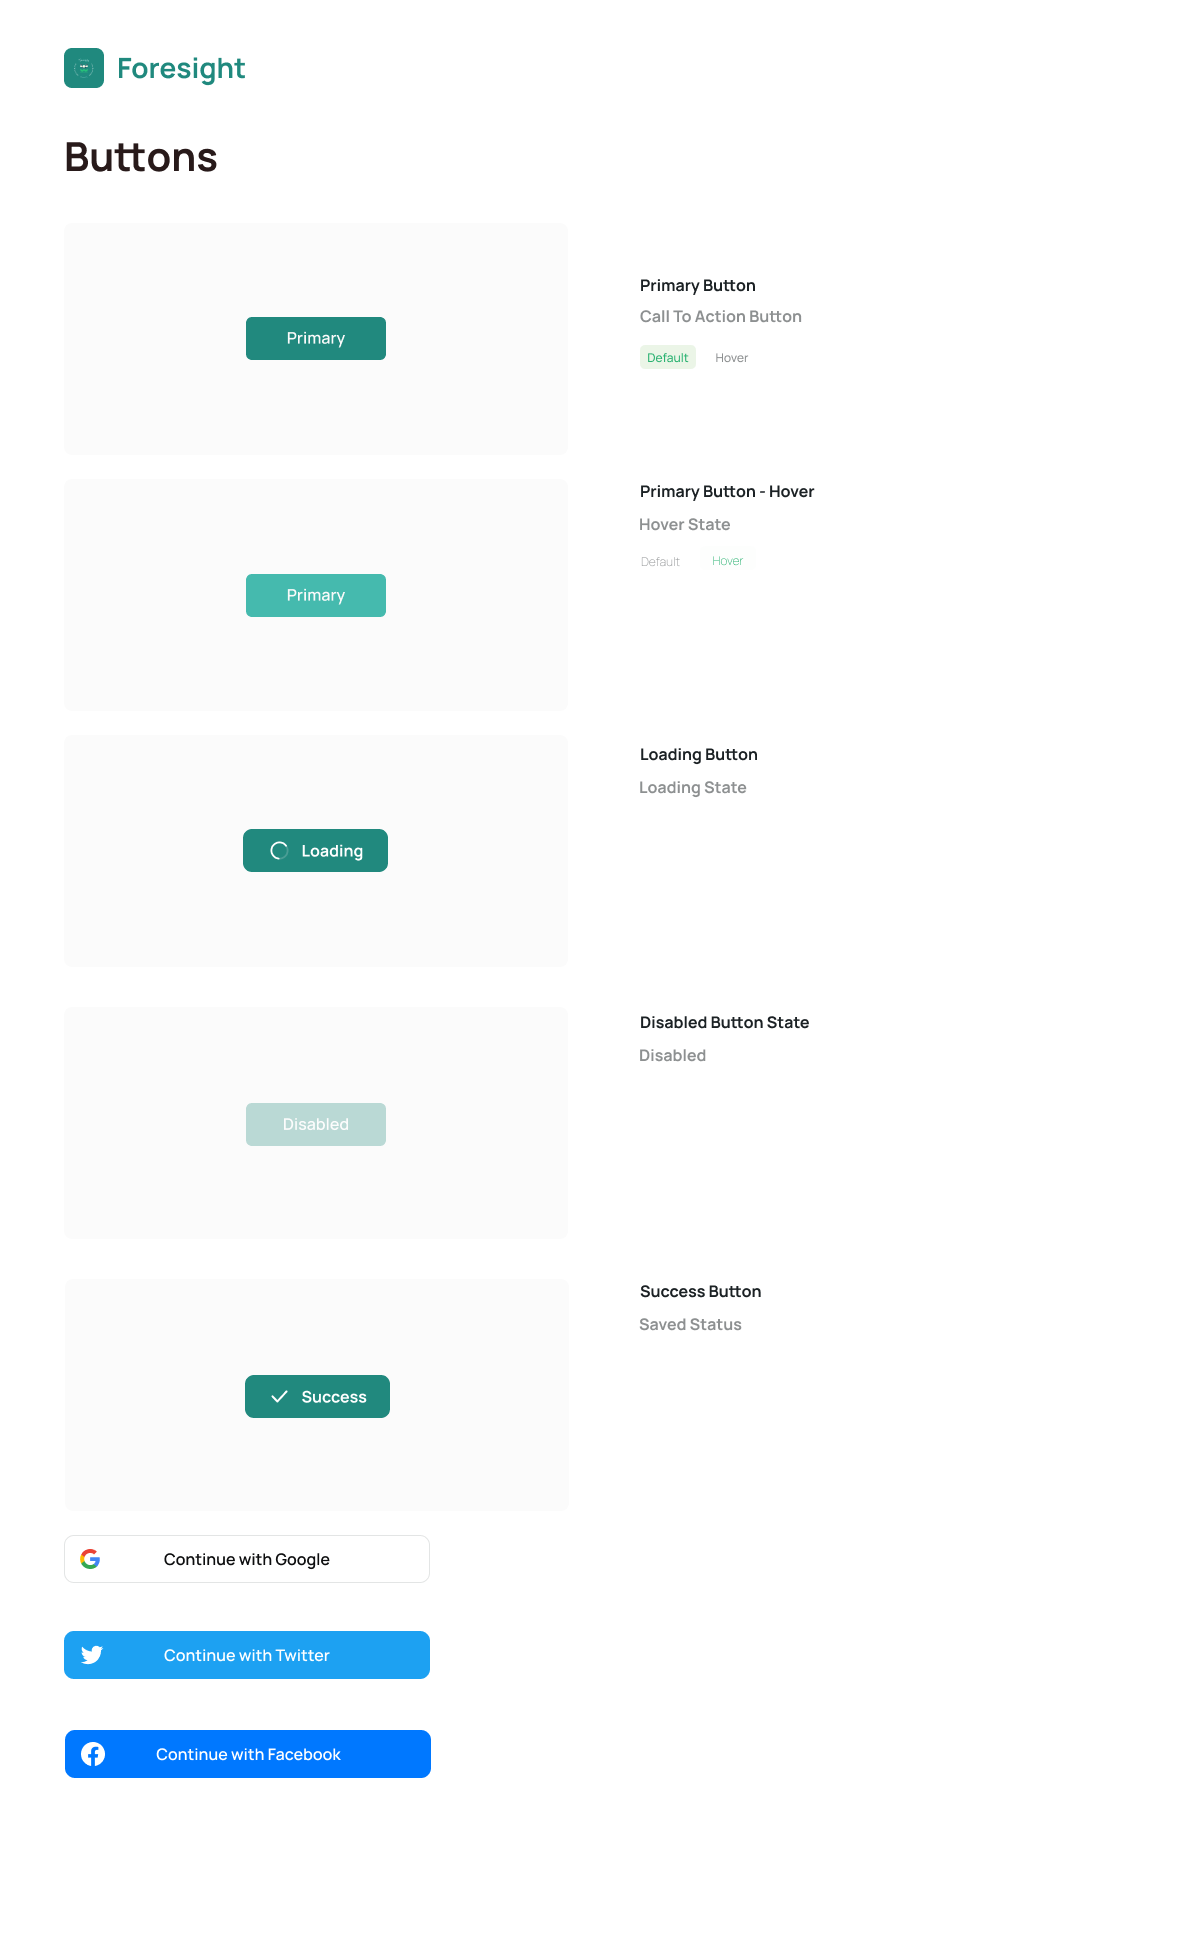 Foresight
Buttons
Primary
Primary Button
Call To Action Button
Default Hover
Primary
Primary Button - Hover
Hover State
Default Hover
Loading
Loading Button
Loading State
Disabled
Disabled Button State
Disabled
Success
Success Button
Saved Status
Continue with Google
Continue with Twitter
Continue with Facebook